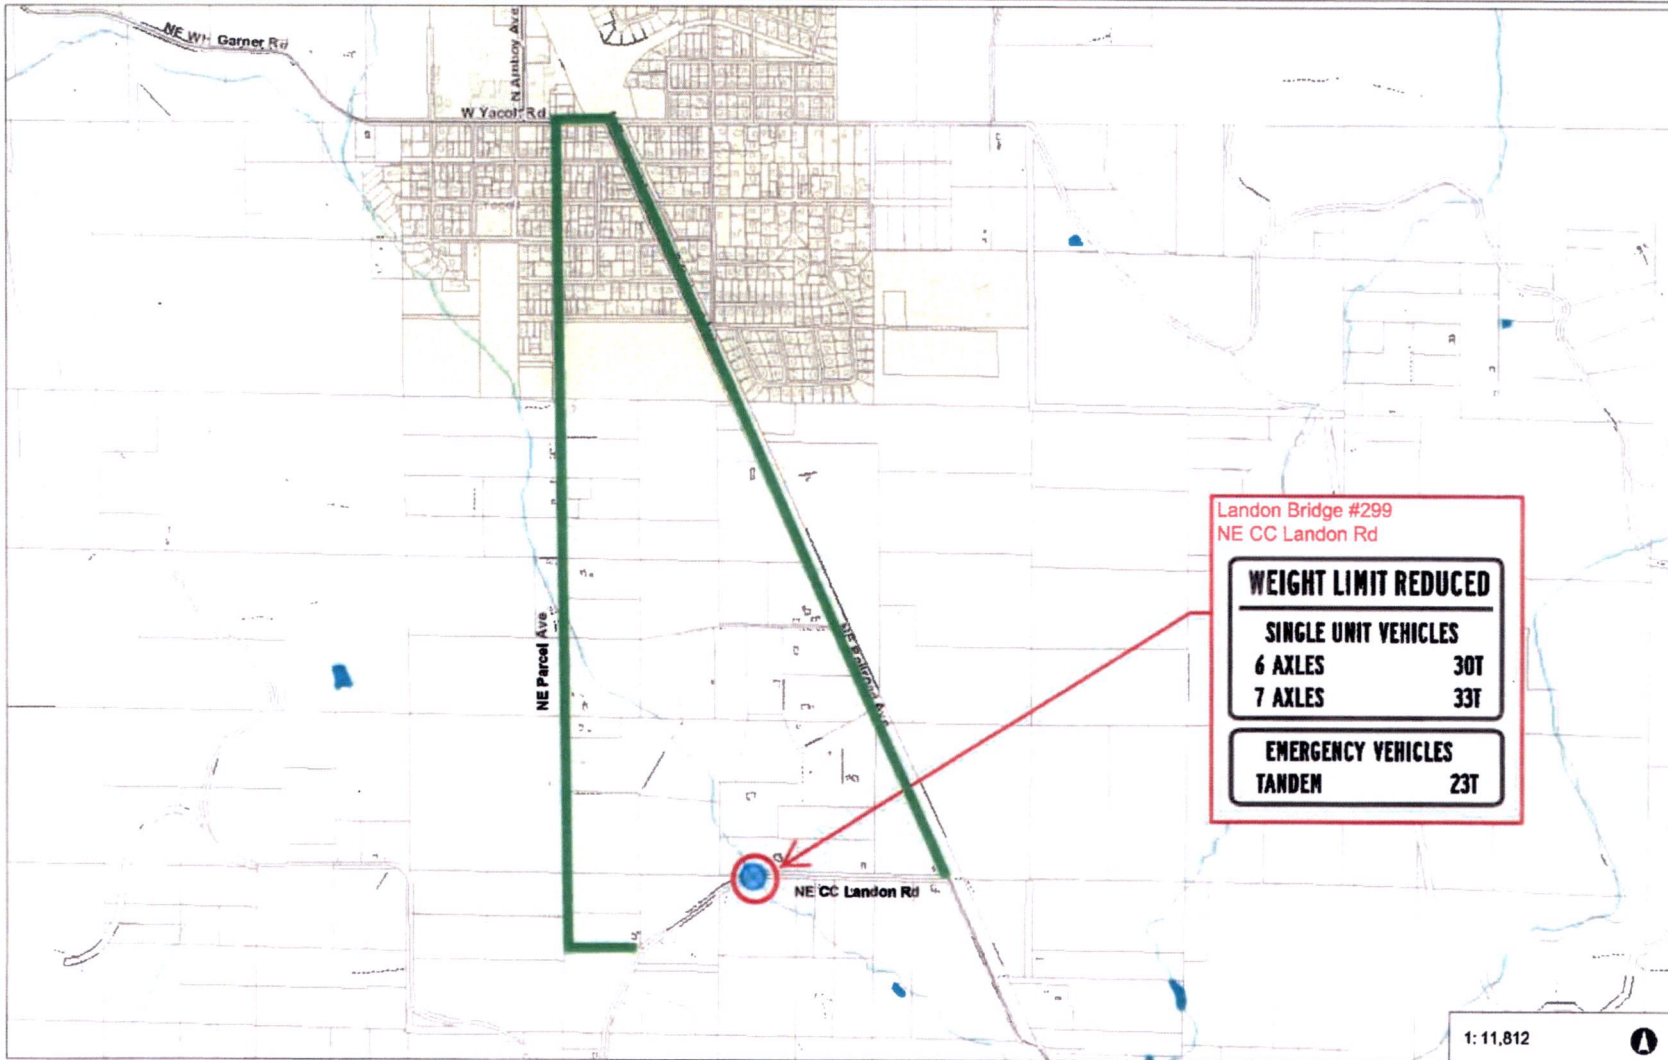 NE WH Garner Rd
N Amboy Ave
W Yacolt Rd
Yacolt
NE Parcel Ave
NE Railroad Ave
NE CC Landon Rd
Landon Bridge #299
NE CC Landon Rd
WEIGHT LIMIT REDUCED
SINGLE UNIT VEHICLES
6 AXLES 30T
7 AXLES 33T
EMERGENCY VEHICLES
TANDEM 23T
1: 11,812